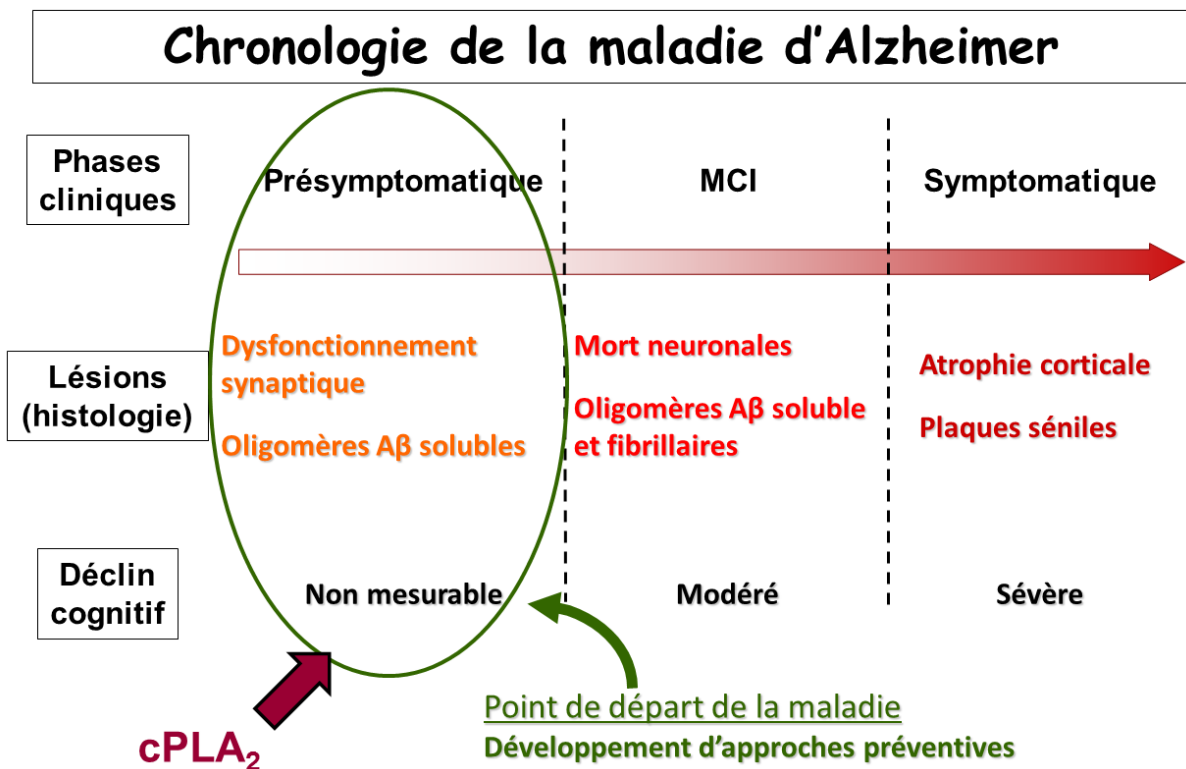 Chronologie de la maladie d'Alzheimer
Phases
cliniques
Présymptomatique
MCI
Symptomatique
Lésions
(histologie)
Dysfonctionnement
synaptique
Oligomères Aβ solubles
Mort neuronales
Oligomères Aβ soluble
et fibrillaires
Atrophie corticale
Plaques séniles
Déclin
cognitif
Non mesurable
Modéré
Sévère
cPLA₂
Point de départ de la maladie
Développement d'approches préventives